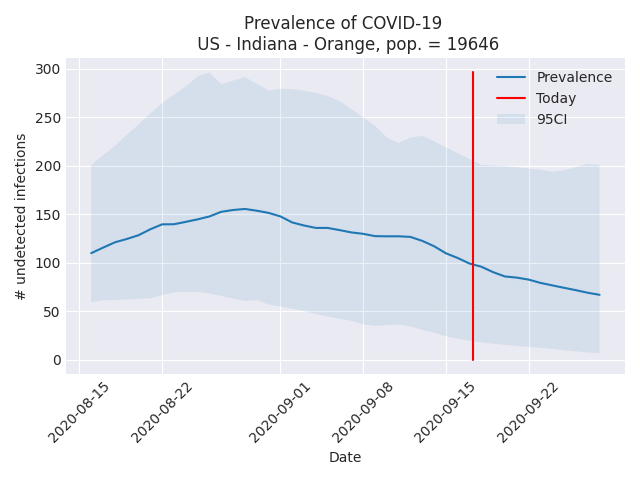 Prevalence of COVID-19
US - Indiana - Orange, pop. = 19646
Prevalence
Today
95CI
# undetected infections
300
250
200
150
100
50
0
2020-08-15
2020-08-22
2020-09-01
2020-09-08
2020-09-15
2020-09-22
Date